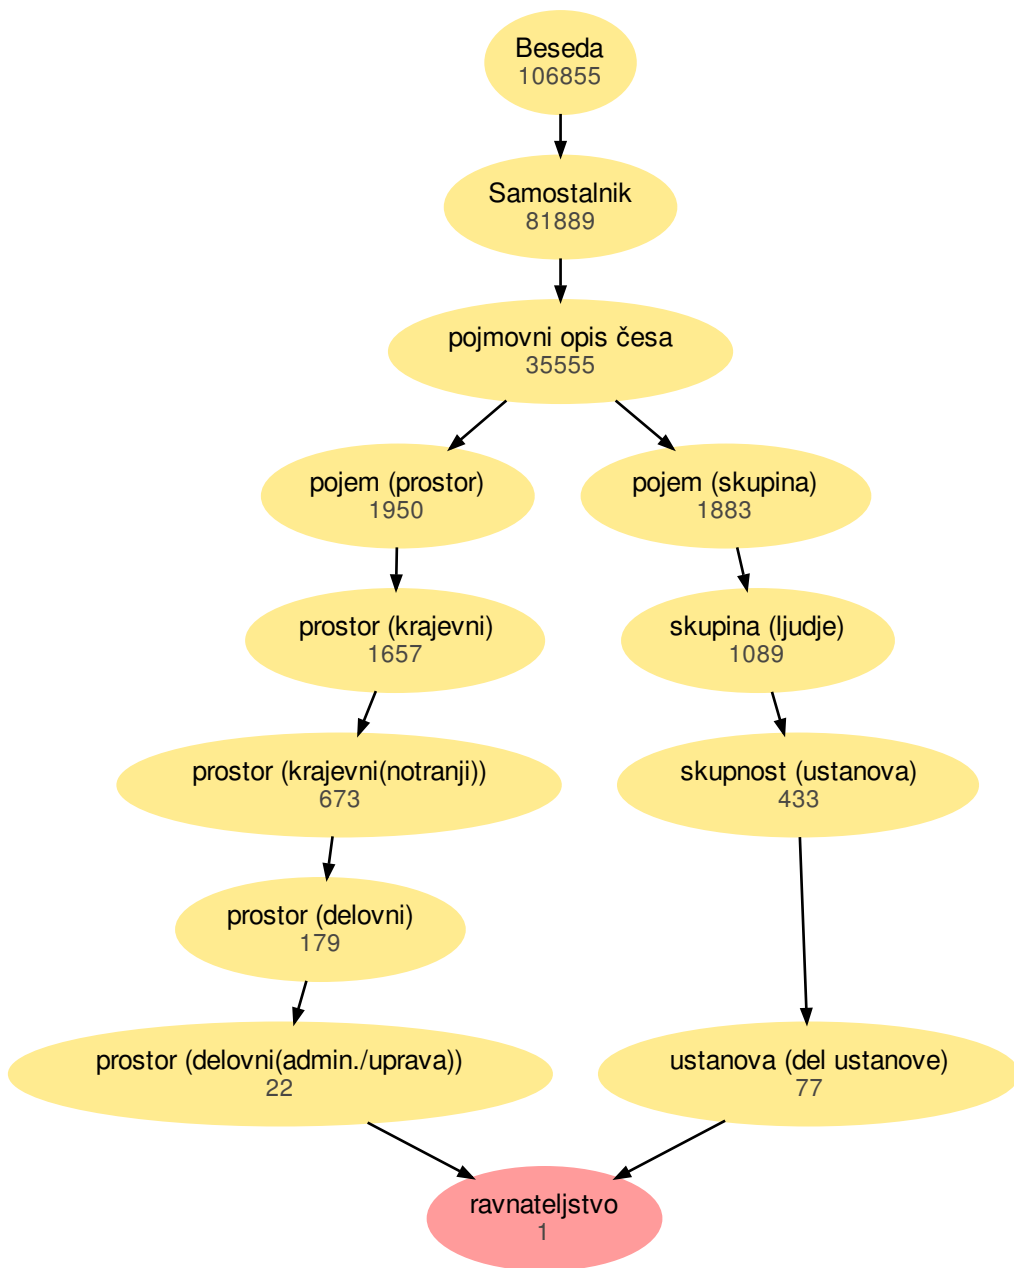 Beseda
106855
Samostalnik
81889
pojmovni opis česa
35555
pojem (prostor)
1950
pojem (skupina)
1883
prostor (krajevni)
1657
skupina (ljudje)
1089
prostor (krajevni(notranji))
673
skupnost (ustanova)
433
prostor (delovni)
179
prostor (delovni(admin./uprava))
22
ustanova (del ustanove)
77
ravnateljstvo
1